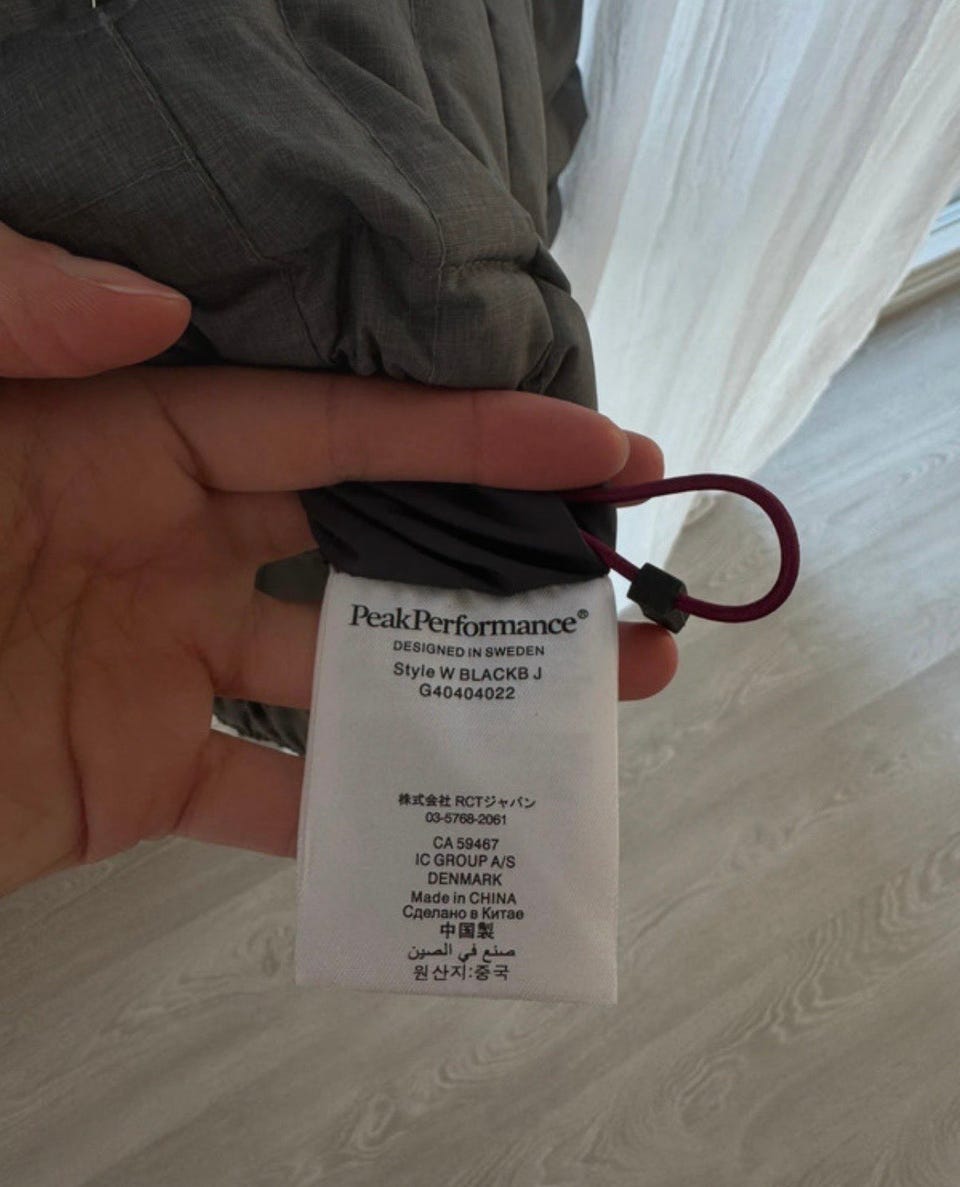 PeakPerformance®
DESIGNED IN SWEDEN
Style W BLACKB J
G40404022
株式会社 RCTジャパン
03-5768-2061
CA 59467
IC GROUP A/S
DENMARK
Made in CHINA
Сделано в Китае
中国製
صنع في الصين
원산지:중국